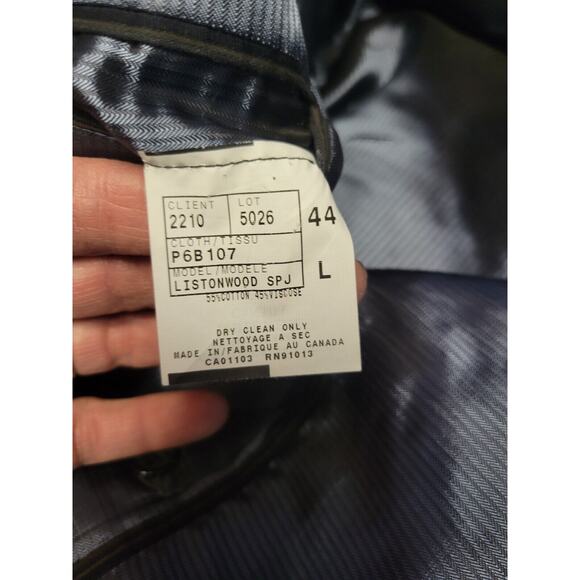 CLIENT LOT
2210 5026 44
CLOTH/TISSU
P6B107
MODEL/MODELE
LISTONWOOD SPJ L
55%COTTON 45%VISCOSE
DRY CLEAN ONLY
NETTOYAGE A SEC
MADE IN/FABRIQUE AU CANADA
CA01103 RN91013